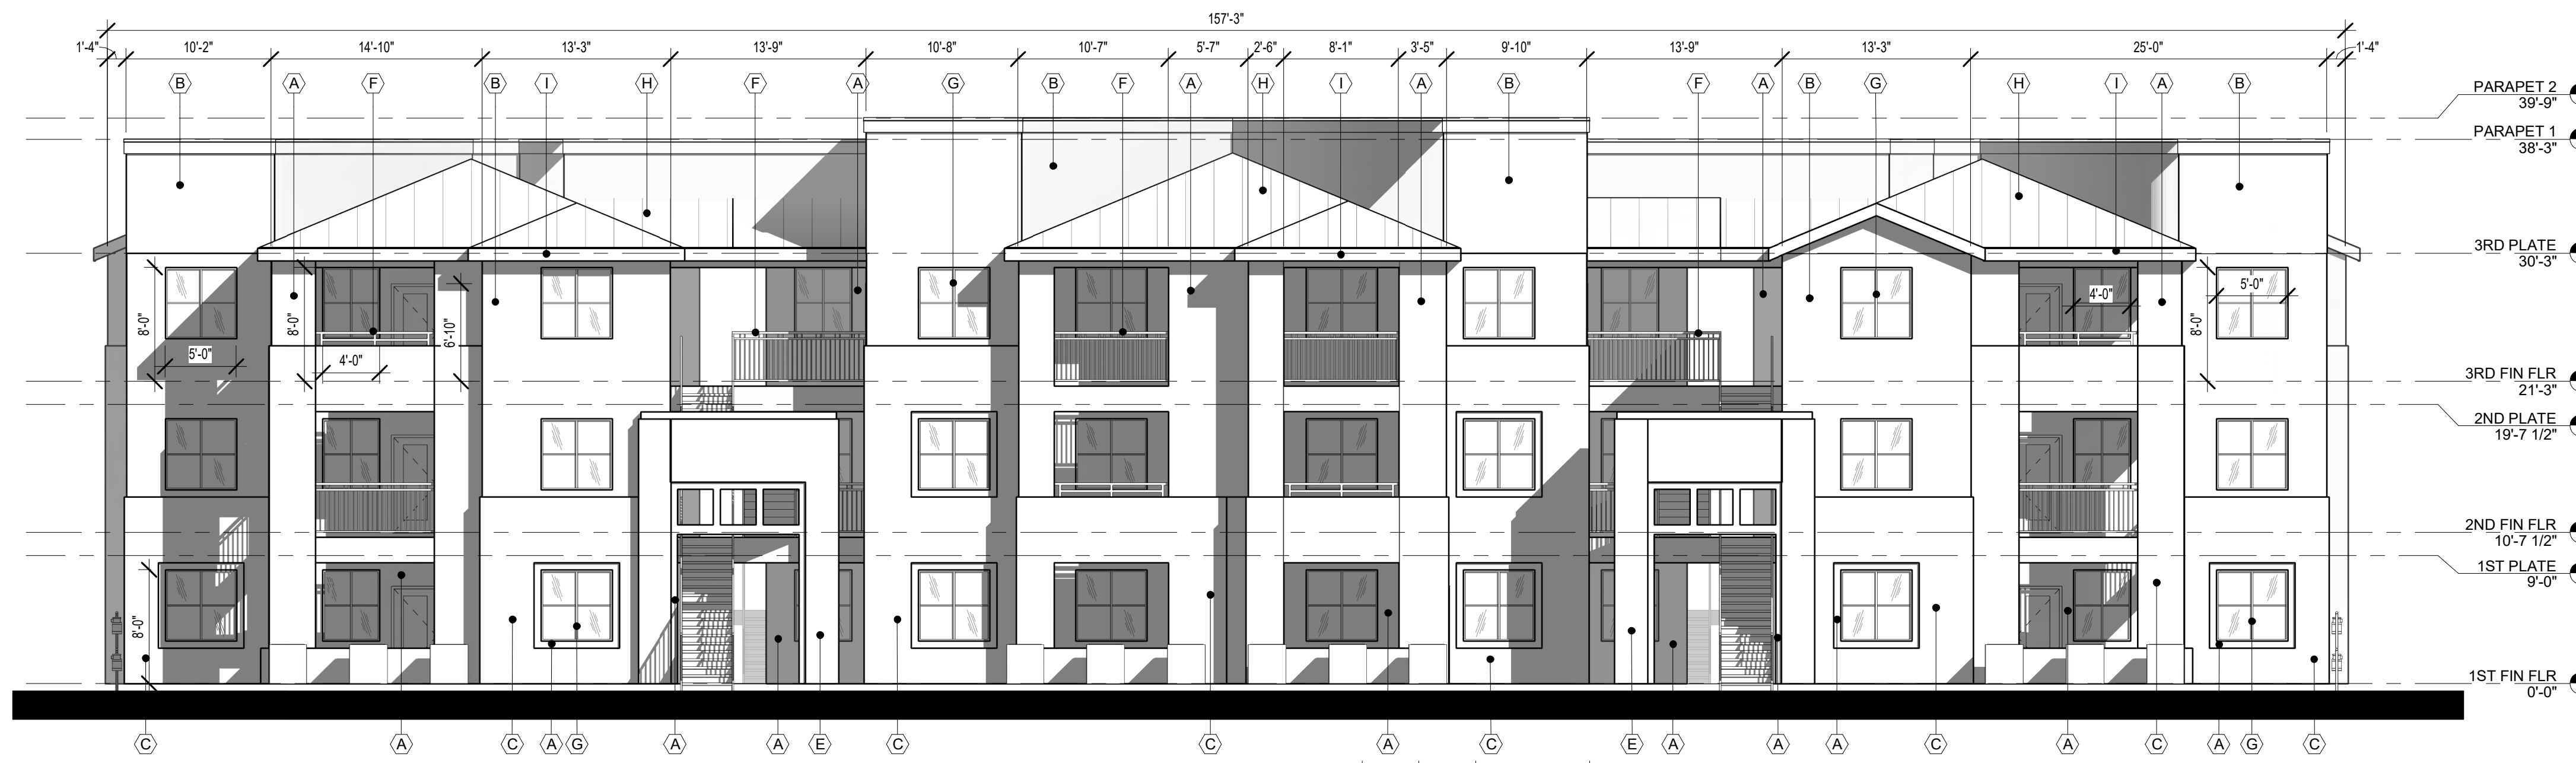 157'-3"
1'-4"
10'-2"
14'-10"
13'-3"
13'-9"
10'-8"
10'-7"
5'-7"
2'-6"
8'-1"
3'-5"
9'-10"
13'-9"
13'-3"
25'-0"
1'-4"
B
A
F
B
I
H
F
A
G
B
F
A
H
I
A
B
F
A
B
G
H
I
A
B
PARAPET 2
39'-9"
PARAPET 1
38'-3"
3RD PLATE
30'-3"
8'-0"
5'-0"
8'-0"
4'-0"
6'-10"
4'-0"
8'-0"
5'-0"
3RD FIN FLR
21'-3"
2ND PLATE
19'-7 1/2"
2ND FIN FLR
10'-7 1/2"
1ST PLATE
9'-0"
8'-0"
1ST FIN FLR
0'-0"
C
A
C
A
G
A
A
E
C
C
A
C
E
A
A
A
C
A
C
A
G
C